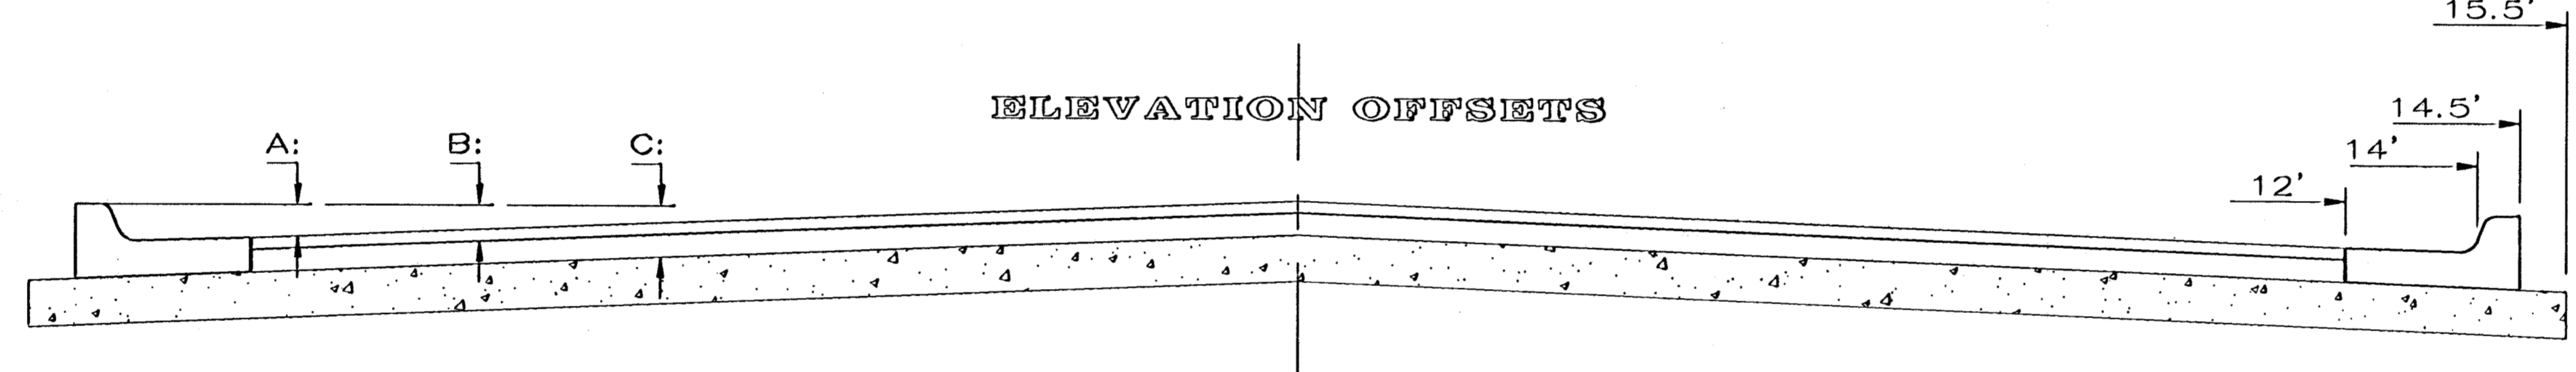 15.5'
ELEVATION OFFSETS
14.5'
A:
B:
C:
14'
12'